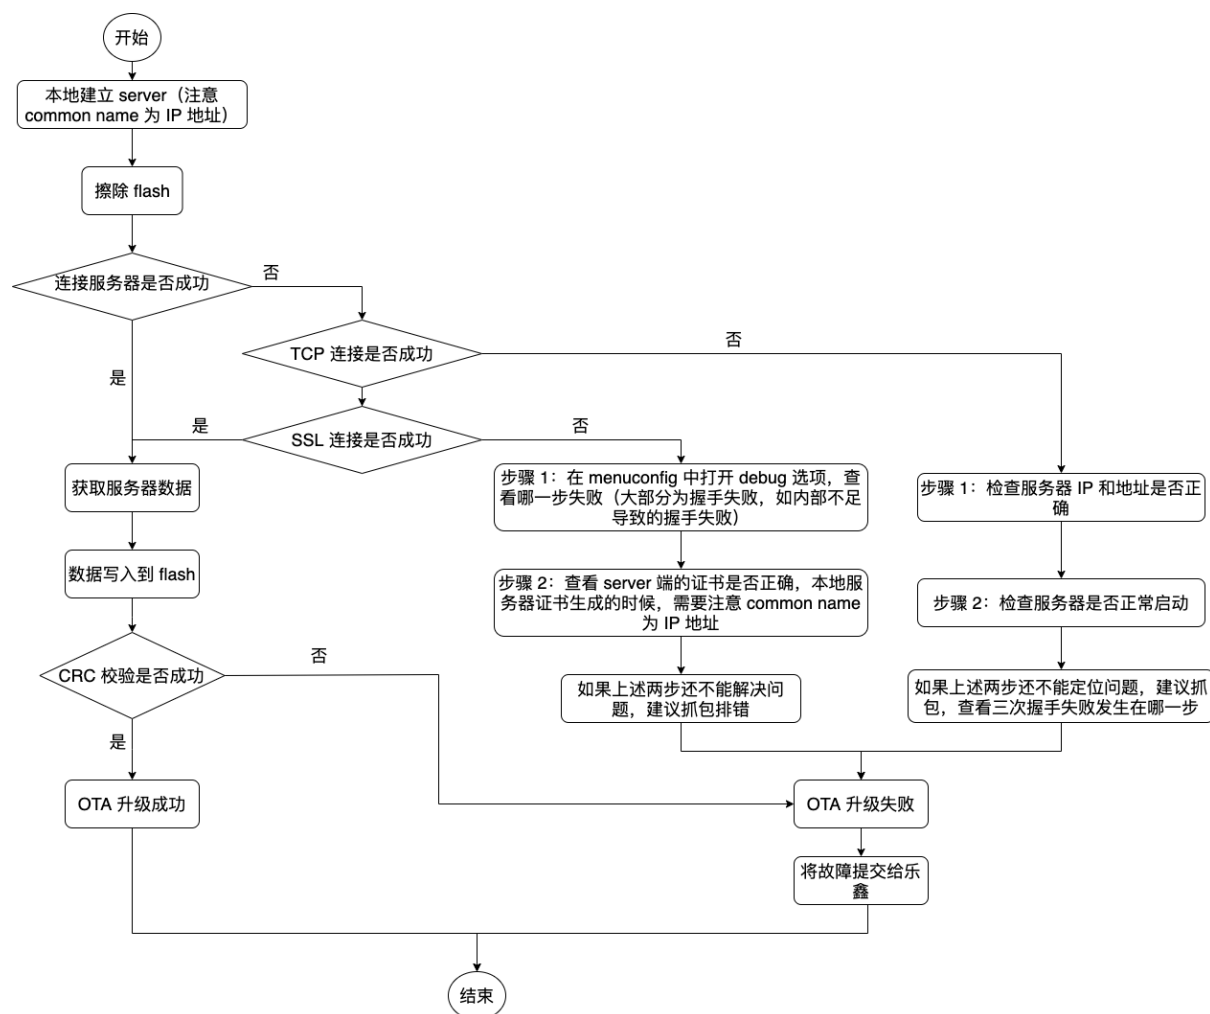 开始
本地建立 server（注意
common name 为 IP 地址）
擦除 flash
连接服务器是否成功
否
TCP 连接是否成功
否
是
SSL 连接是否成功
是
否
获取服务器数据
步骤 1：在 menuconfig 中打开 debug 选项，查
看哪一步失败（大部分为握手失败，如内部不足
导致的握手失败）
步骤 1：检查服务器 IP 和地址是否正
确
数据写入到 flash
步骤 2：查看 server 端的证书是否正确，本地服
务器证书生成的时候，需要注意 common name
为 IP 地址
步骤 2：检查服务器是否正常启动
CRC 校验是否成功
否
如果上述两步还不能解决问
题，建议抓包排错
如果上述两步还不能定位问题，建议抓
包，查看三次握手失败发生在哪一步
是
OTA 升级成功
OTA 升级失败
将故障提交给乐
鑫
结束